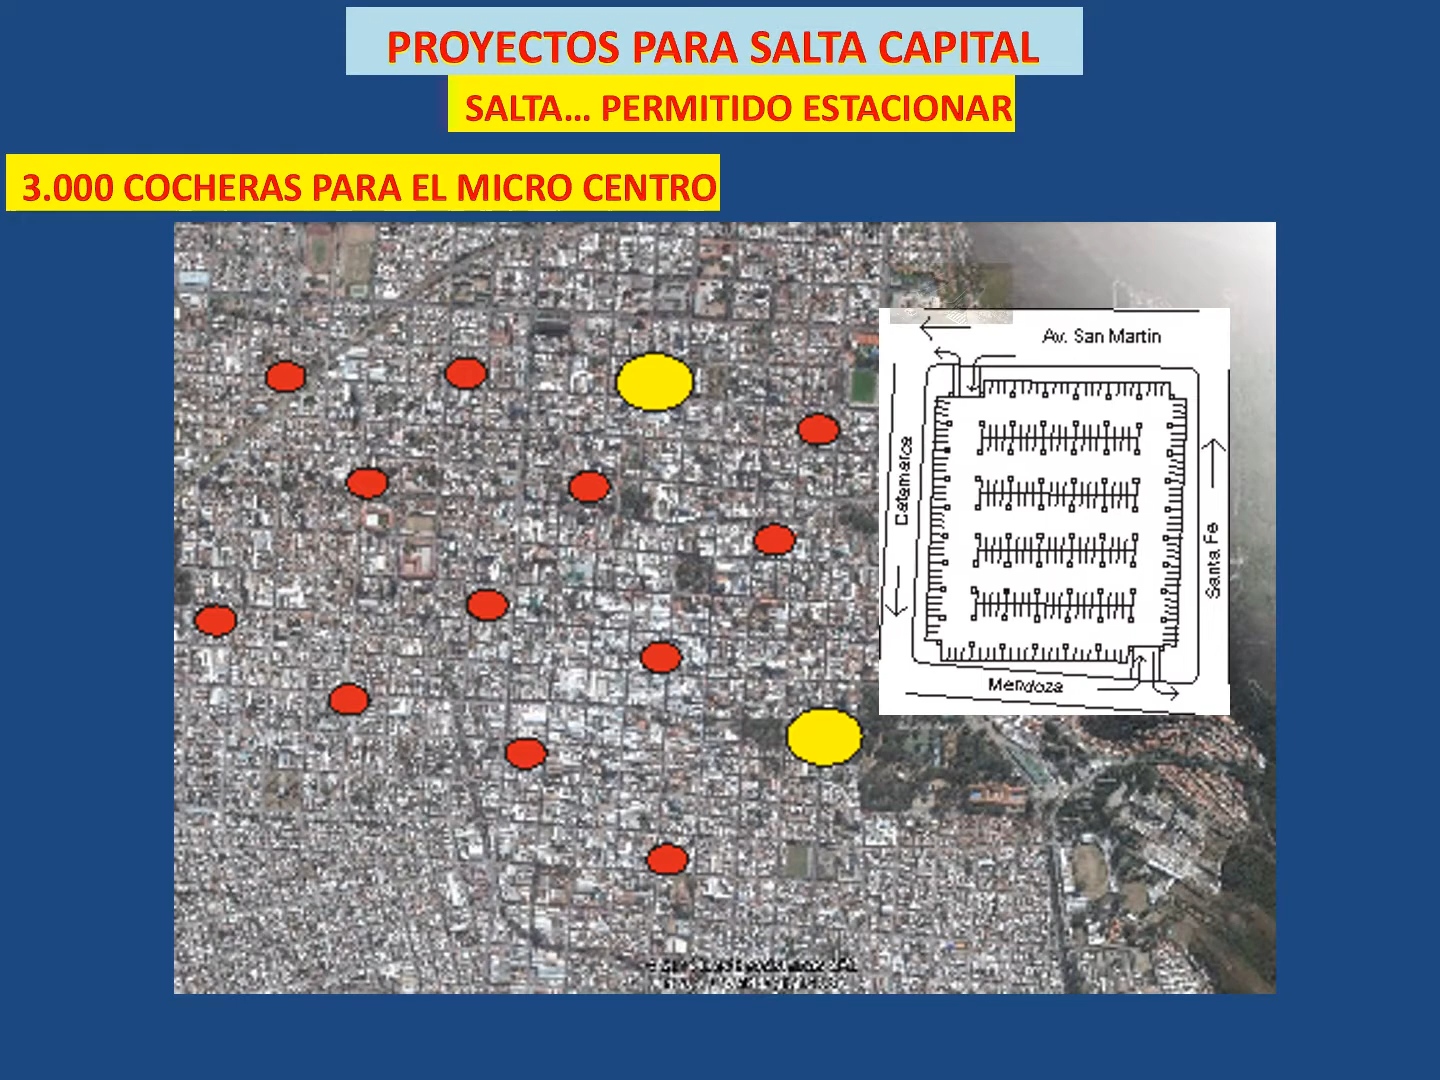 PROYECTOS PARA SALTA CAPITAL
SALTA... PERMITIDO ESTACIONAR
3.000 COCHERAS PARA EL MICRO CENTRO
Av. San Martin
Catamarca
Santa Fe
Mendoza